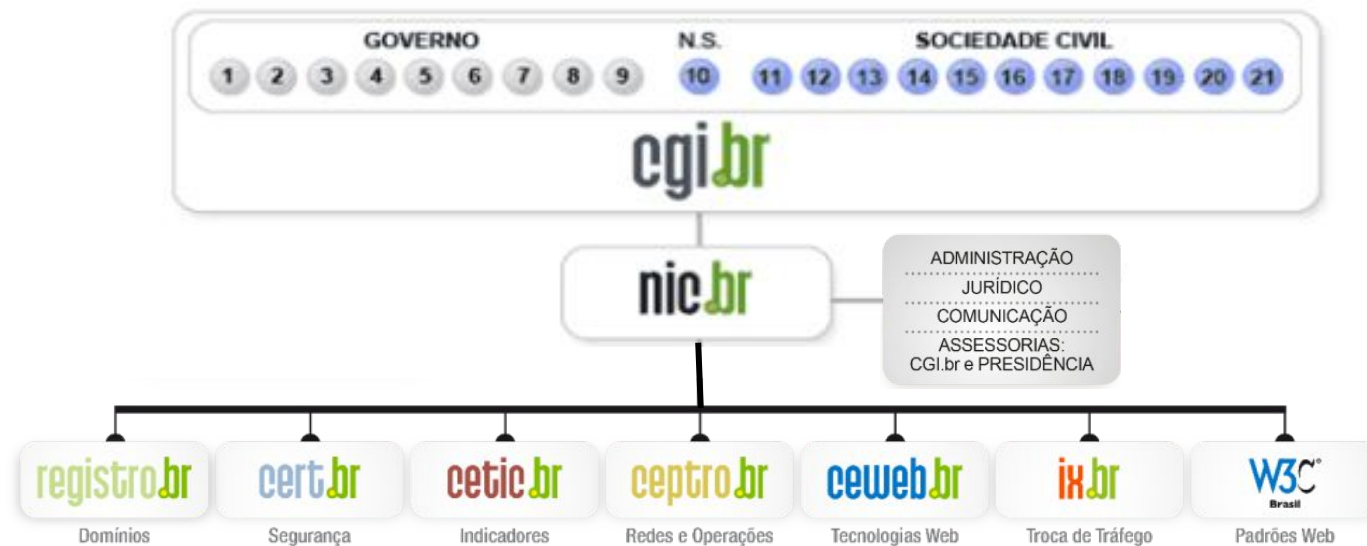 GOVERNO N.S. SOCIEDADE CIVIL
1 2 3 4 5 6 7 8 9 10 11 12 13 14 15 16 17 18 19 20 21
cgi.br
nic.br
ADMINISTRAÇÃO
JURÍDICO
COMUNICAÇÃO
ASSESSORIAS:
CGI.br e PRESIDÊNCIA
registro.br cert.br cetic.br ceptro.br ceweb.br ix.br W3C®
Brasil
Domínios Segurança Indicadores Redes e Operações Tecnologias Web Troca de Tráfego Padrões Web